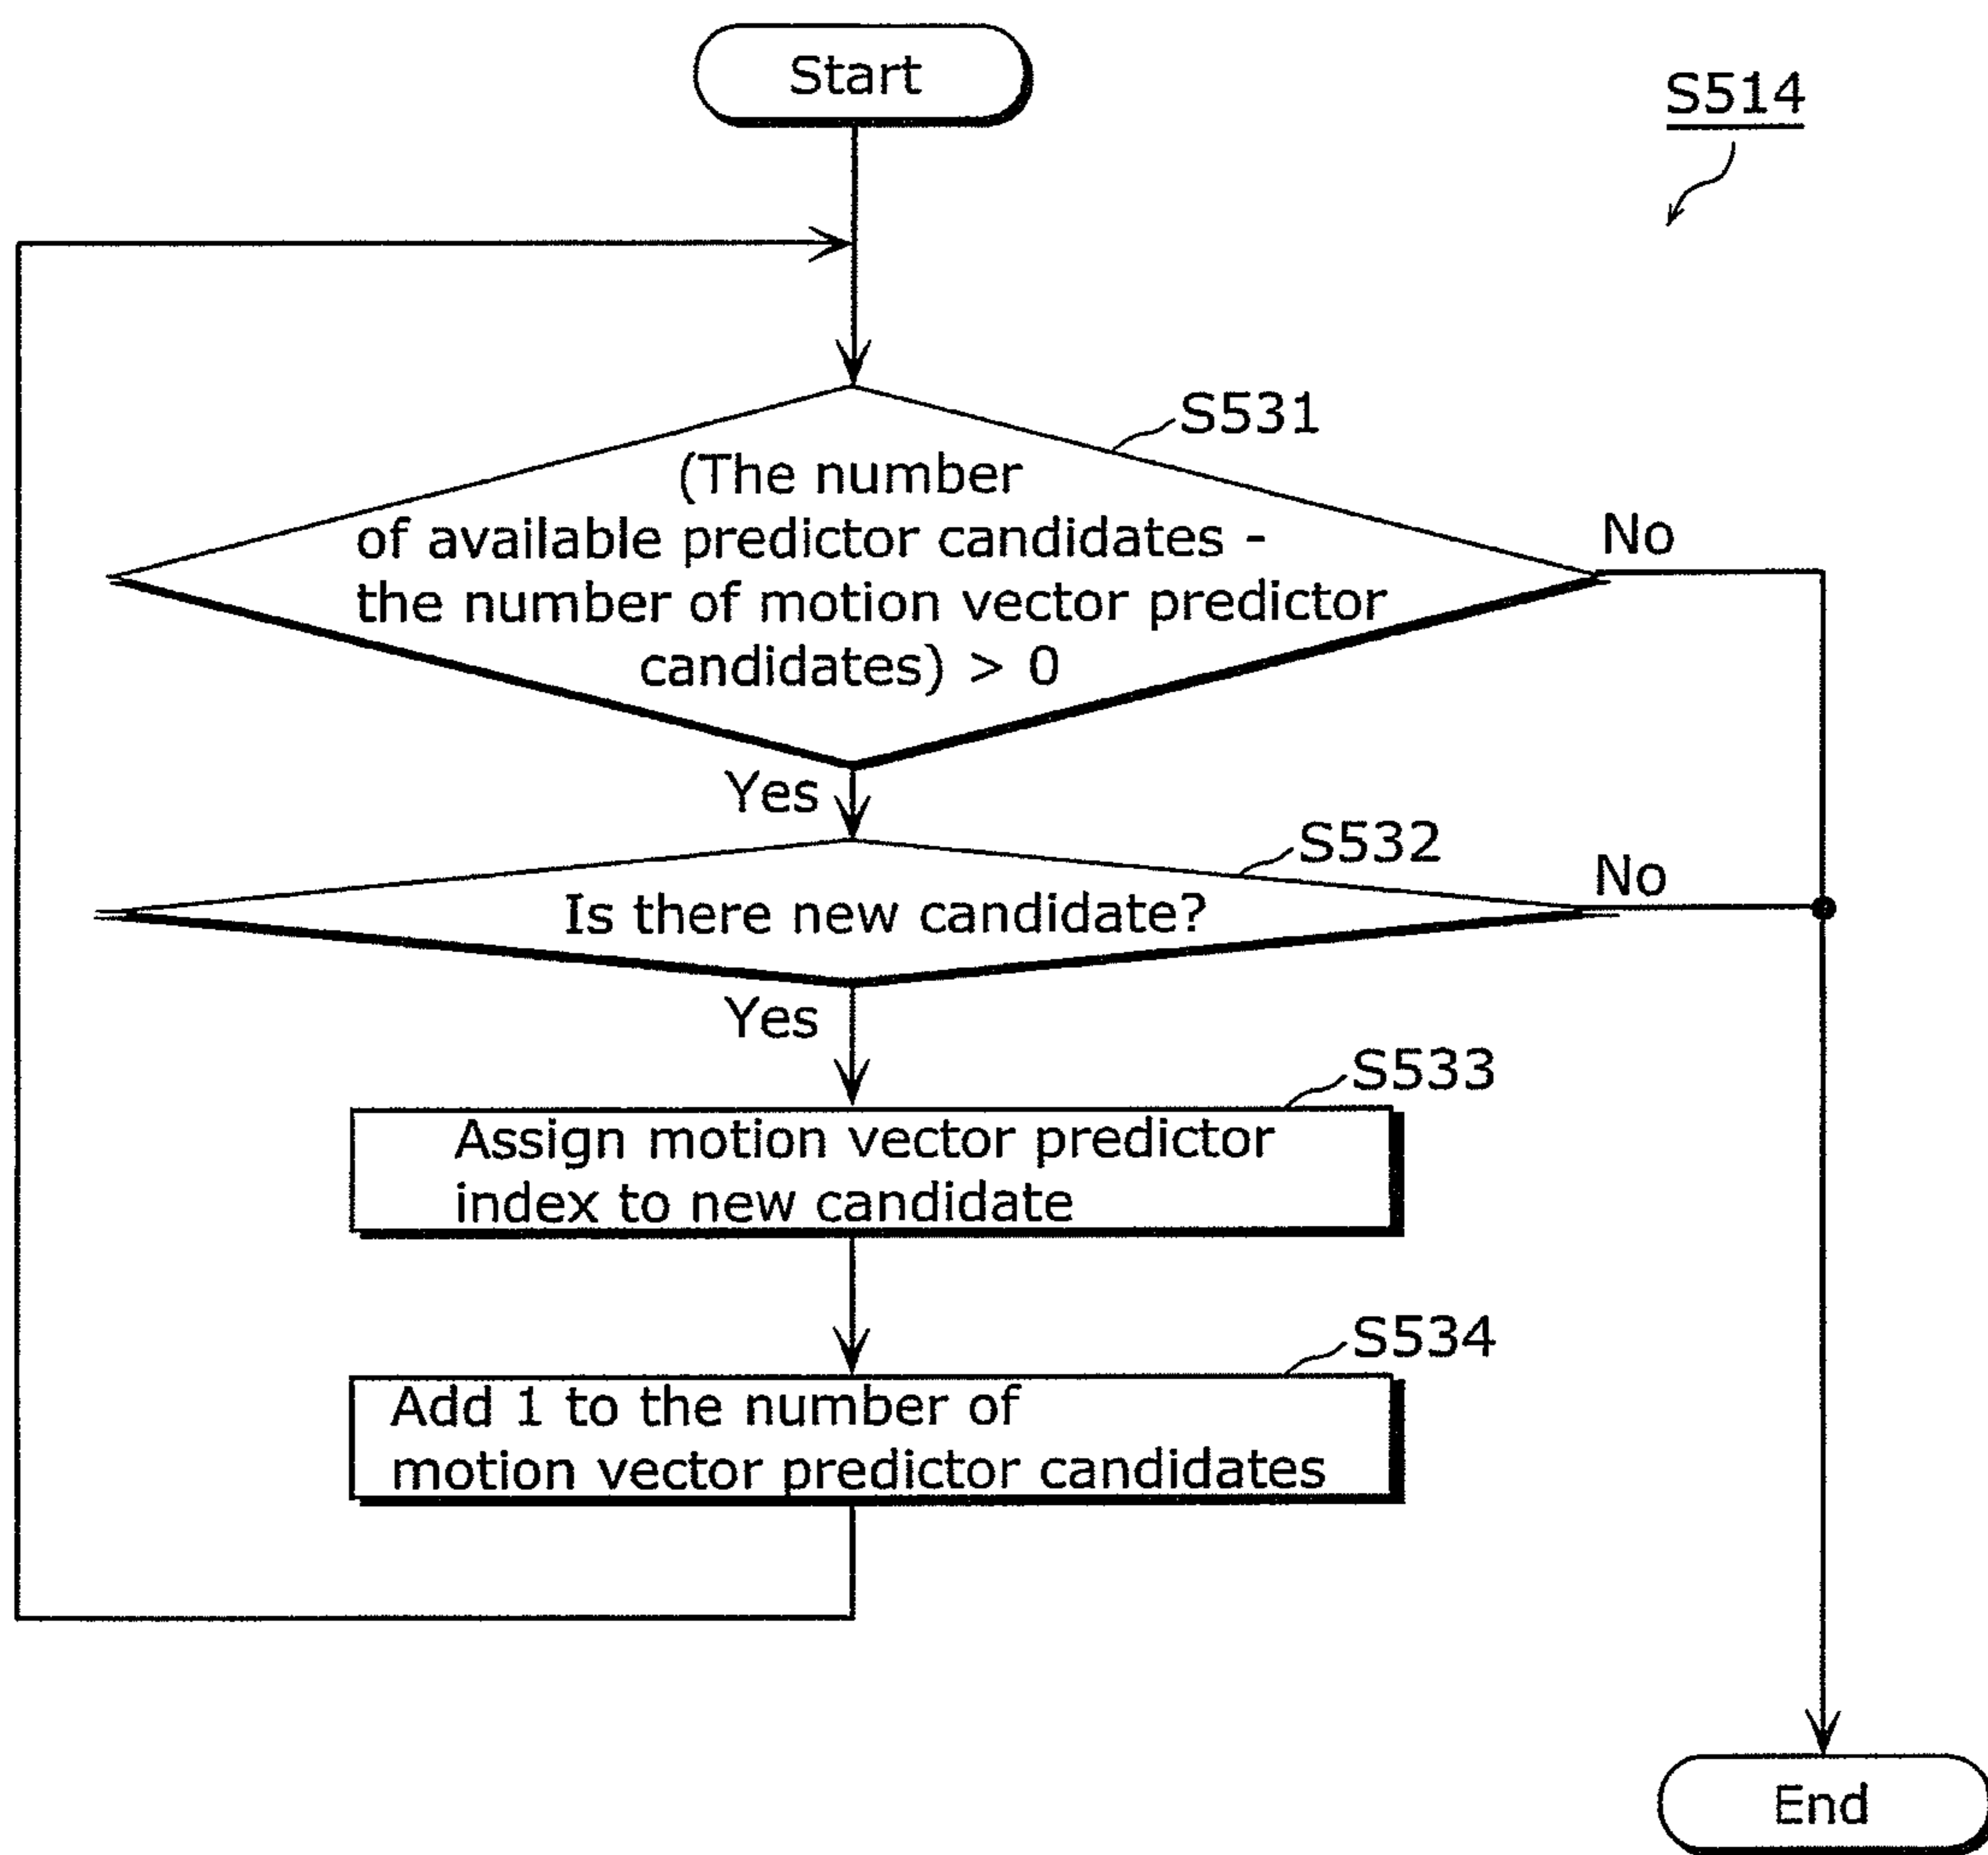 Start
S514
S531
(The number
of available predictor candidates -
the number of motion vector predictor
candidates) > 0
No
Yes
S532
Is there new candidate?
No
Yes
S533
Assign motion vector predictor
index to new candidate
S534
Add 1 to the number of
motion vector predictor candidates
End